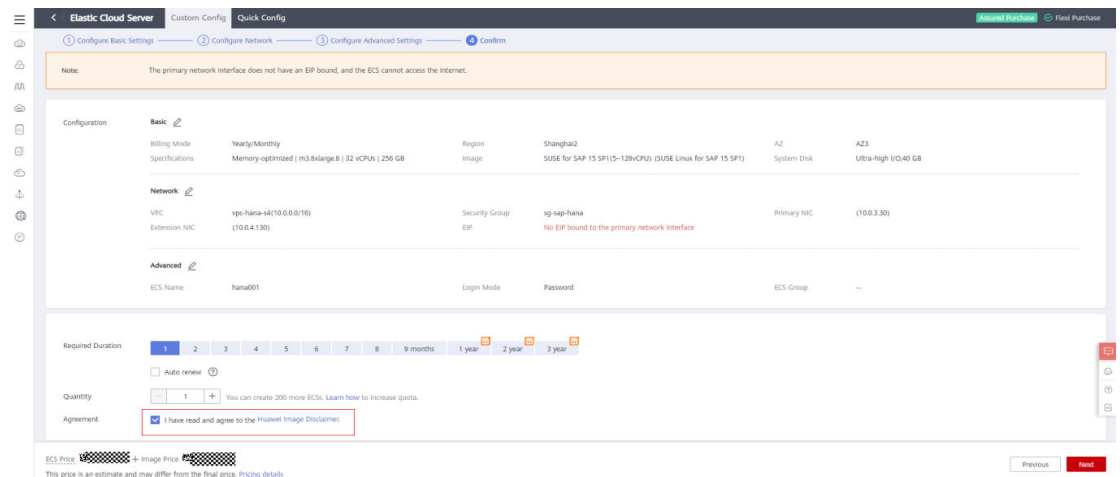 Elastic Cloud Server Custom Config Quick Config Assured Purchase Flexi Purchase
1 Configure Basic Settings 2 Configure Network 3 Configure Advanced Settings 4 Confirm
Note: The primary network interface does not have an EIP bound, and the ECS cannot access the Internet.
Configuration Basic
Billing Mode Yearly/Monthly Region Shanghai2 AZ AZ3
Specifications Memory-optimized | m3.8xlarge.8 | 32 vCPUs | 256 GB Image SUSE for SAP 15 SP1(5~128vCPU) (SUSE Linux for SAP 15 SP1) System Disk Ultra-high I/O,40 GB
Network
VPC vpc-hana-s4(10.0.0.0/16) Security Group sg-sap-hana Primary NIC (10.0.3.30)
Extension NIC (10.0.4.130) EIP No EIP bound to the primary network interface
Advanced
ECS Name hana001 Login Mode Password ECS Group --
Required Duration 1 2 3 4 5 6 7 8 9 months 1 year 2 year 3 year
Auto renew ?
Quantity - 1 + You can create 200 more ECSs. Learn how to increase quota.
Agreement I have read and agree to the Huawei Image Disclaimer.
ECS Price + Image Price
Previous Next
This price is an estimate and may differ from the final price. Pricing details